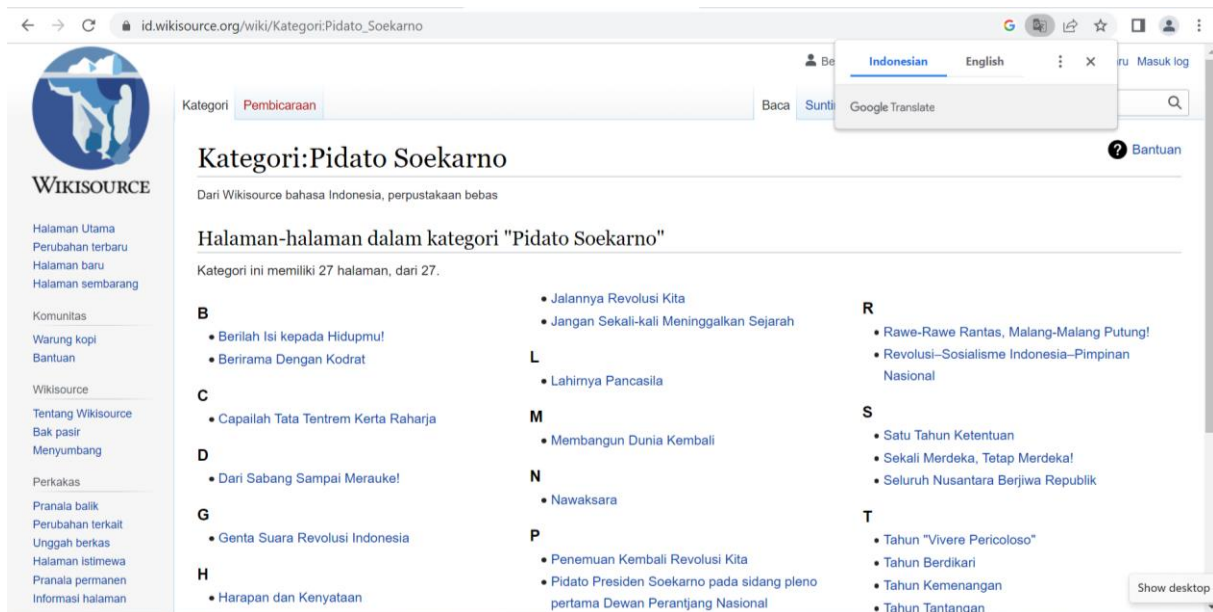 id.wikisource.org/wiki/Kategori:Pidato_Soekarno
Be
Indonesian English
ru Masuk log
Google Translate
Kategori Pembicaraan
Baca Sunti
WIKISOURCE
Kategori:Pidato Soekarno
Bantuan
Dari Wikisource bahasa Indonesia, perpustakaan bebas
Halaman Utama
Perubahan terbaru
Halaman baru
Halaman sembarang
Komunitas
Warung kopi
Bantuan
Wikisource
Tentang Wikisource
Bak pasir
Menyumbang
Perkakas
Pranala balik
Perubahan terkait
Unggah berkas
Halaman istimewa
Pranala permanen
Informasi halaman
Halaman-halaman dalam kategori "Pidato Soekarno"
Kategori ini memiliki 27 halaman, dari 27.
B
• Berilah Isi kepada Hidupmu!
• Berirama Dengan Kodrat
C
• Capailah Tata Tentrem Kerta Raharja
D
• Dari Sabang Sampai Merauke!
G
• Genta Suara Revolusi Indonesia
H
• Harapan dan Kenyataan
• Jalannya Revolusi Kita
• Jangan Sekali-kali Meninggalkan Sejarah
L
• Lahirnya Pancasila
M
• Membangun Dunia Kembali
N
• Nawaksara
P
• Penemuan Kembali Revolusi Kita
• Pidato Presiden Soekarno pada sidang pleno
pertama Dewan Perantjang Nasional
R
• Rawe-Rawe Rantas, Malang-Malang Putung!
• Revolusi–Sosialisme Indonesia–Pimpinan
Nasional
S
• Satu Tahun Ketentuan
• Sekali Merdeka, Tetap Merdeka!
• Seluruh Nusantara Berjiwa Republik
T
• Tahun "Vivere Pericoloso"
• Tahun Berdikari
• Tahun Kemenangan
• Tahun Tantangan
Show desktop